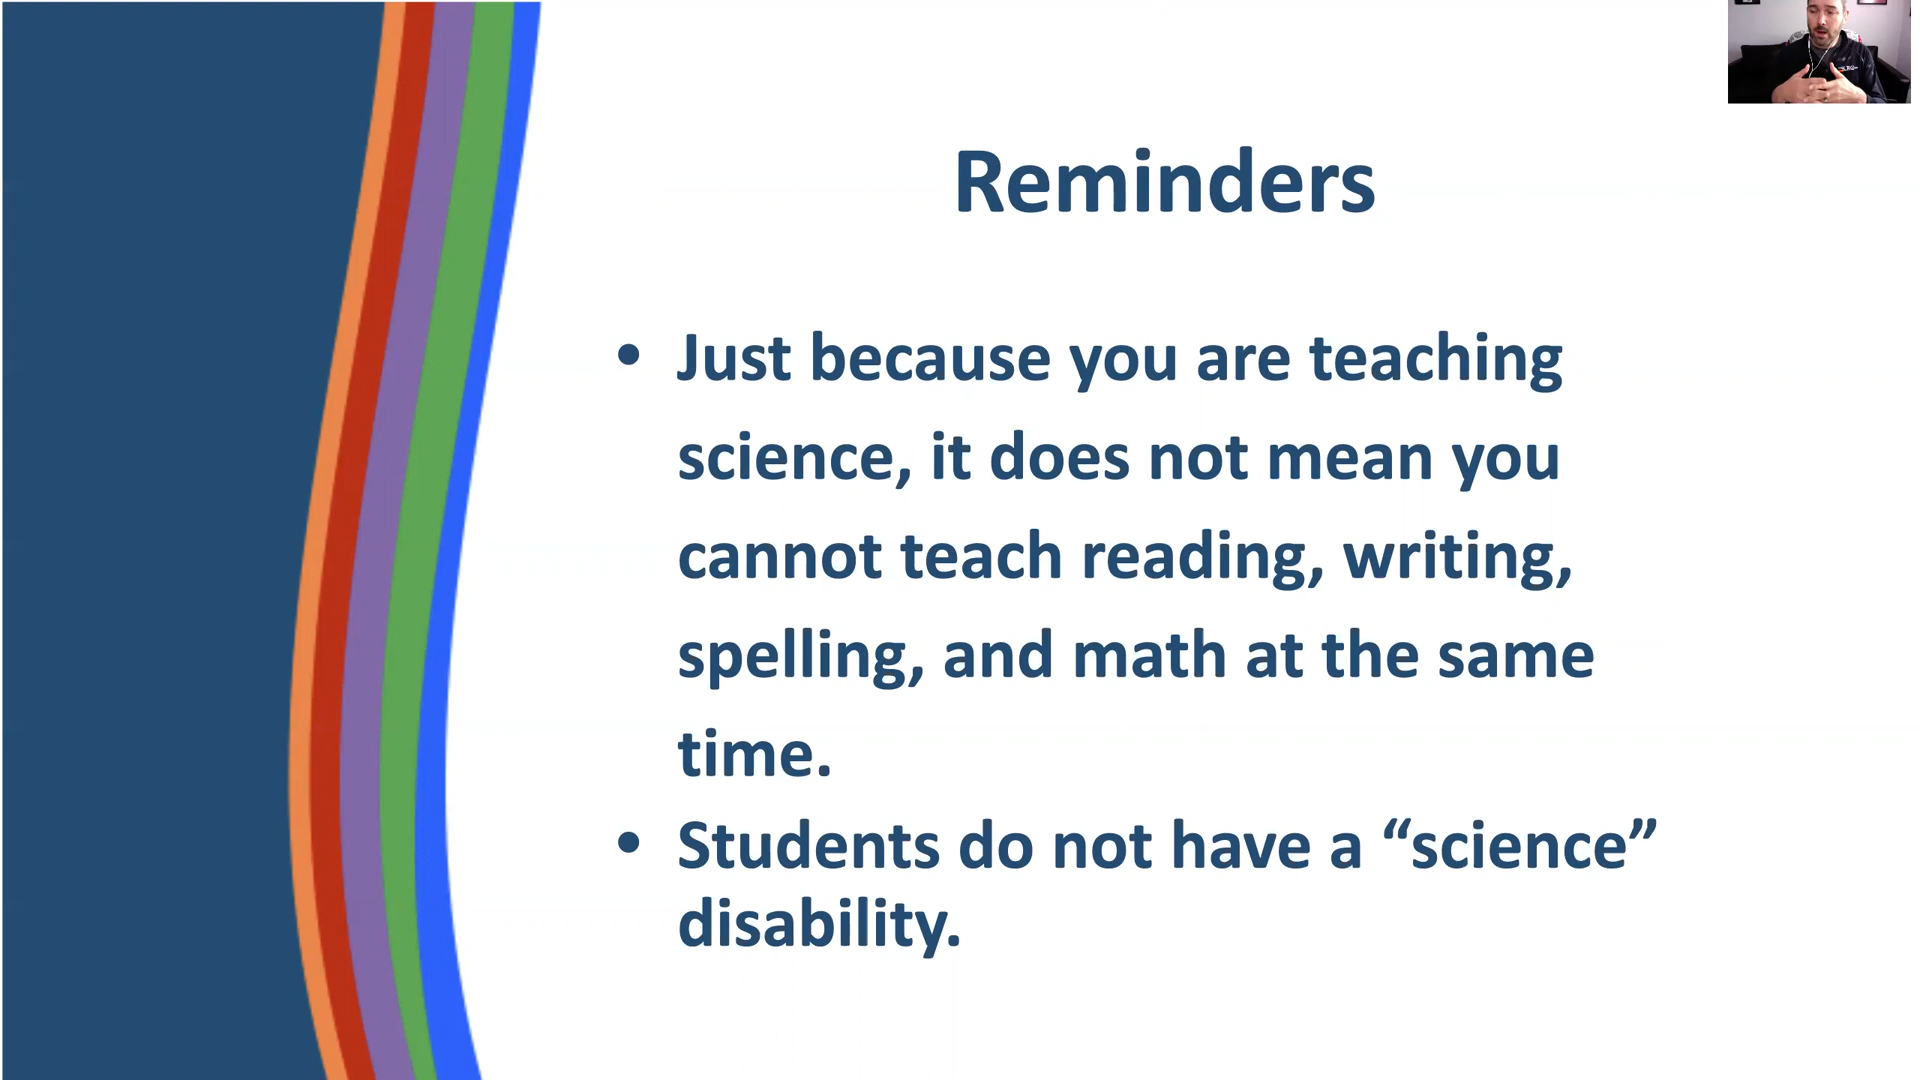 Reminders
• Just because you are teaching
science, it does not mean you
cannot teach reading, writing,
spelling, and math at the same
time.
• Students do not have a “science”
disability.